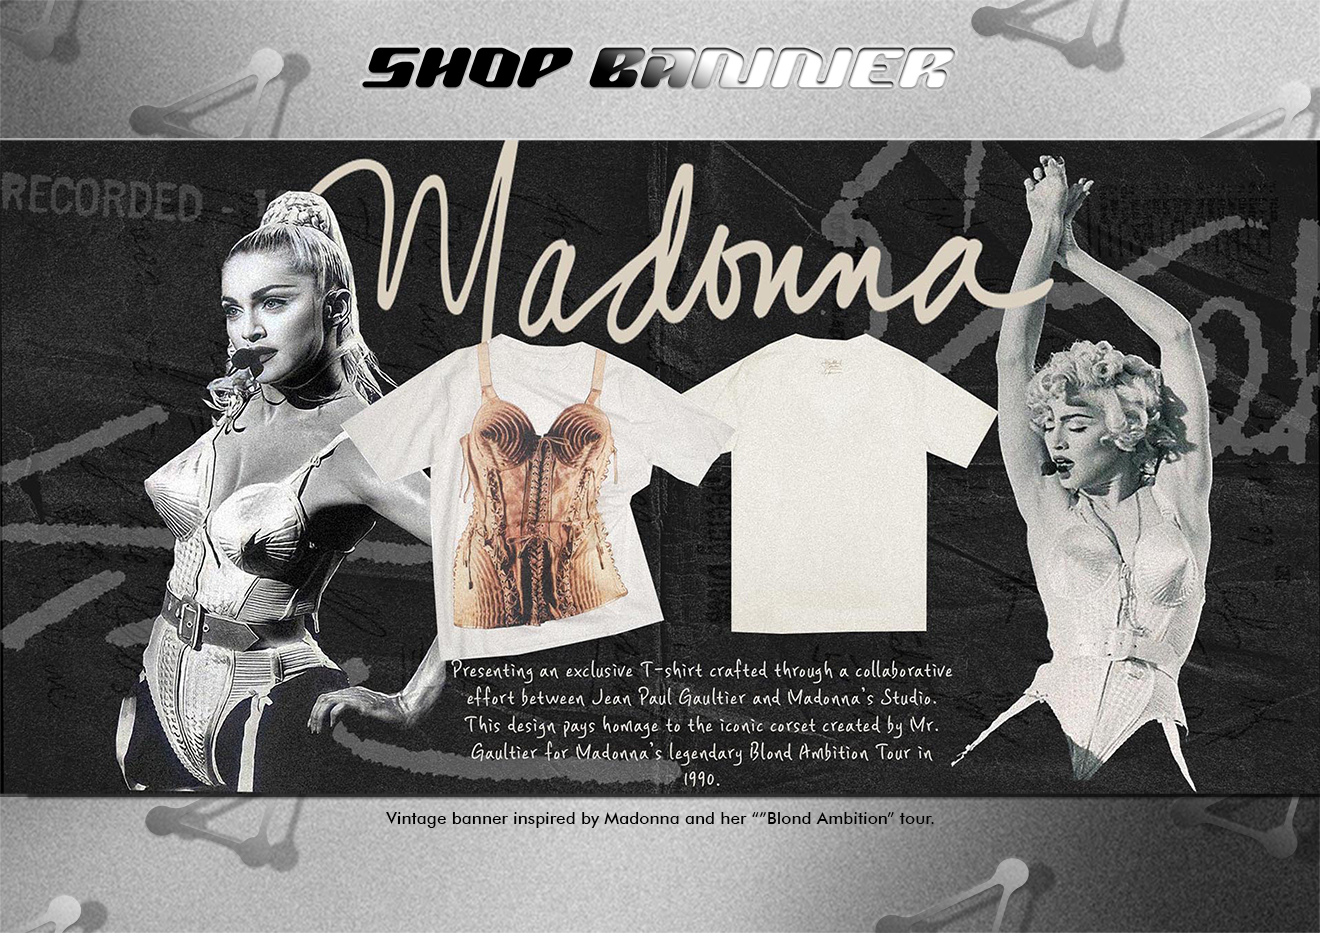 SHOP BANNER
RECORDED -
Madonna
Presenting an exclusive T-shirt crafted through a collaborative
effort between Jean Paul Gaultier and Madonna's Studio.
This design pays homage to the iconic corset created by Mr.
Gaultier for Madonna's legendary Blond Ambition Tour in
1990.
Vintage banner inspired by Madonna and her “”Blond Ambition” tour.